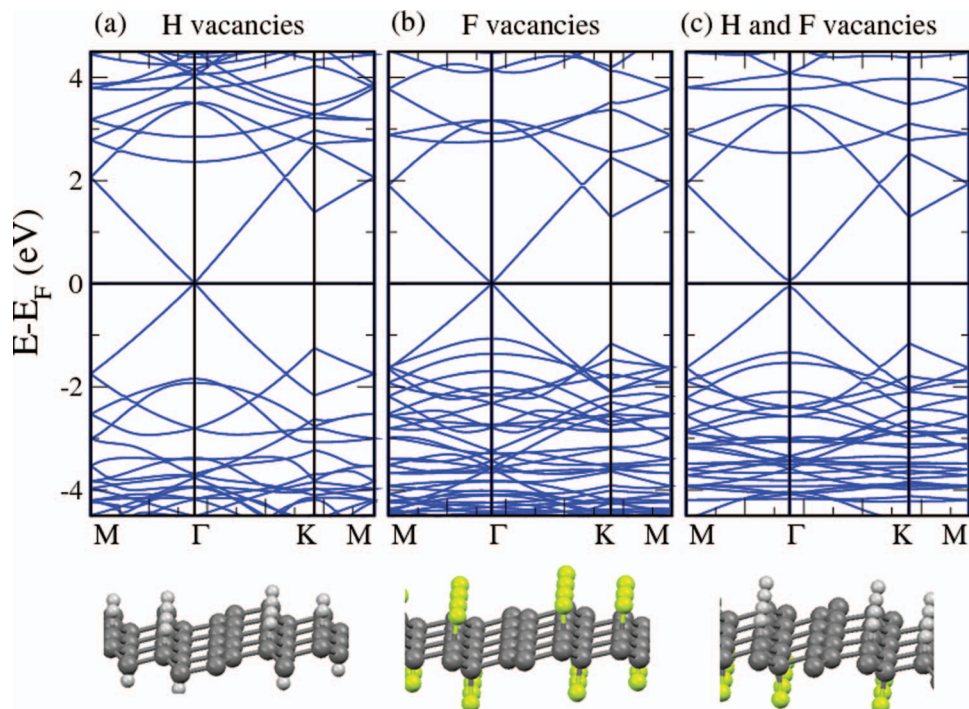 (a) H vacancies (b) F vacancies (c) H and F vacancies
4
2
0
-2
-4
E-E_F (eV)
M Γ K M M Γ K M M Γ K M